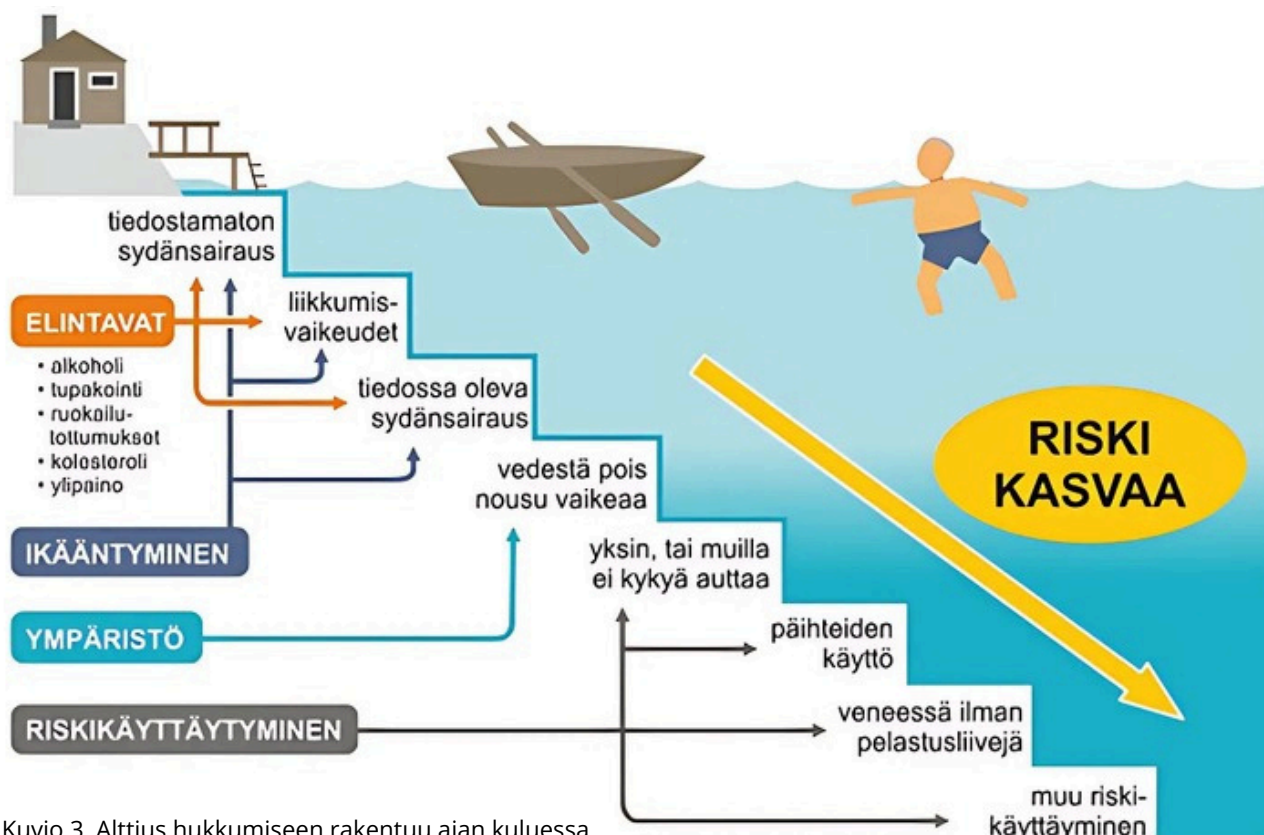 tiedostamaton
sydänsairaus
ELINTAVAT
• alkoholi
• tupakointi
• ruokailu-
tottumukset
• kolesteroli
• ylipaino
liikkumis-
vaikeudet
tiedossa oleva
sydänsairaus
IKÄÄNTYMINEN
vedestä pois
nousu vaikeaa
YMPÄRISTÖ
yksin, tai muilla
ei kykyä auttaa
RISKIKÄYTTÄYTYMINEN
päihteiden
käyttö
veneessä ilman
pelastusliivejä
muu riski-
käyttäyminen
RISKI
KASVAA
Kuvio 3. Alttius hukkumiseen rakentuu ajan kuluessa